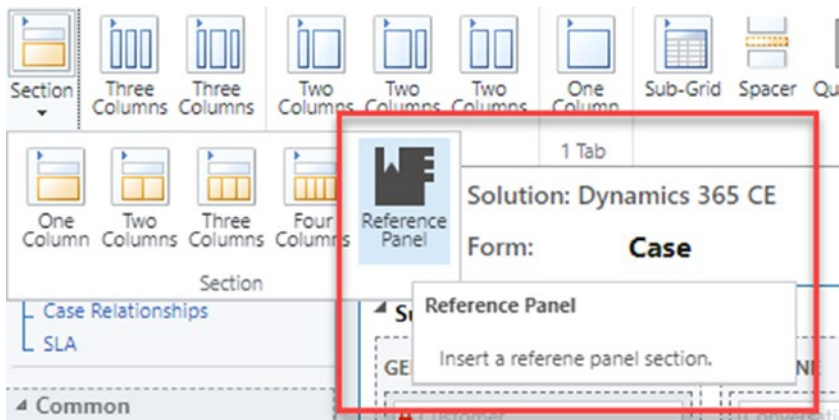 Section
Three Columns
Three Columns
Two Columns
Two Columns
Two Columns
One Column
Sub-Grid
Spacer
1 Tab
One Column
Two Columns
Three Columns
Four Columns
Reference Panel
Section
Solution: Dynamics 365 CE
Form: Case
Case Relationships
SLA
Reference Panel
Insert a referene panel section.
Common
Customer